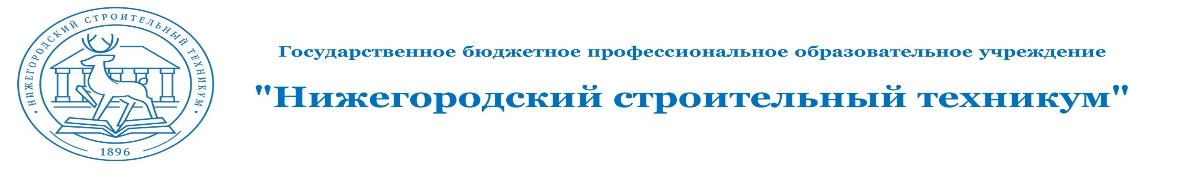 • НИЖЕГОРОДСКИЙ СТРОИТЕЛЬНЫЙ ТЕХНИКУМ •
1896
Государственное бюджетное профессиональное образовательное учреждение
"Нижегородский строительный техникум"